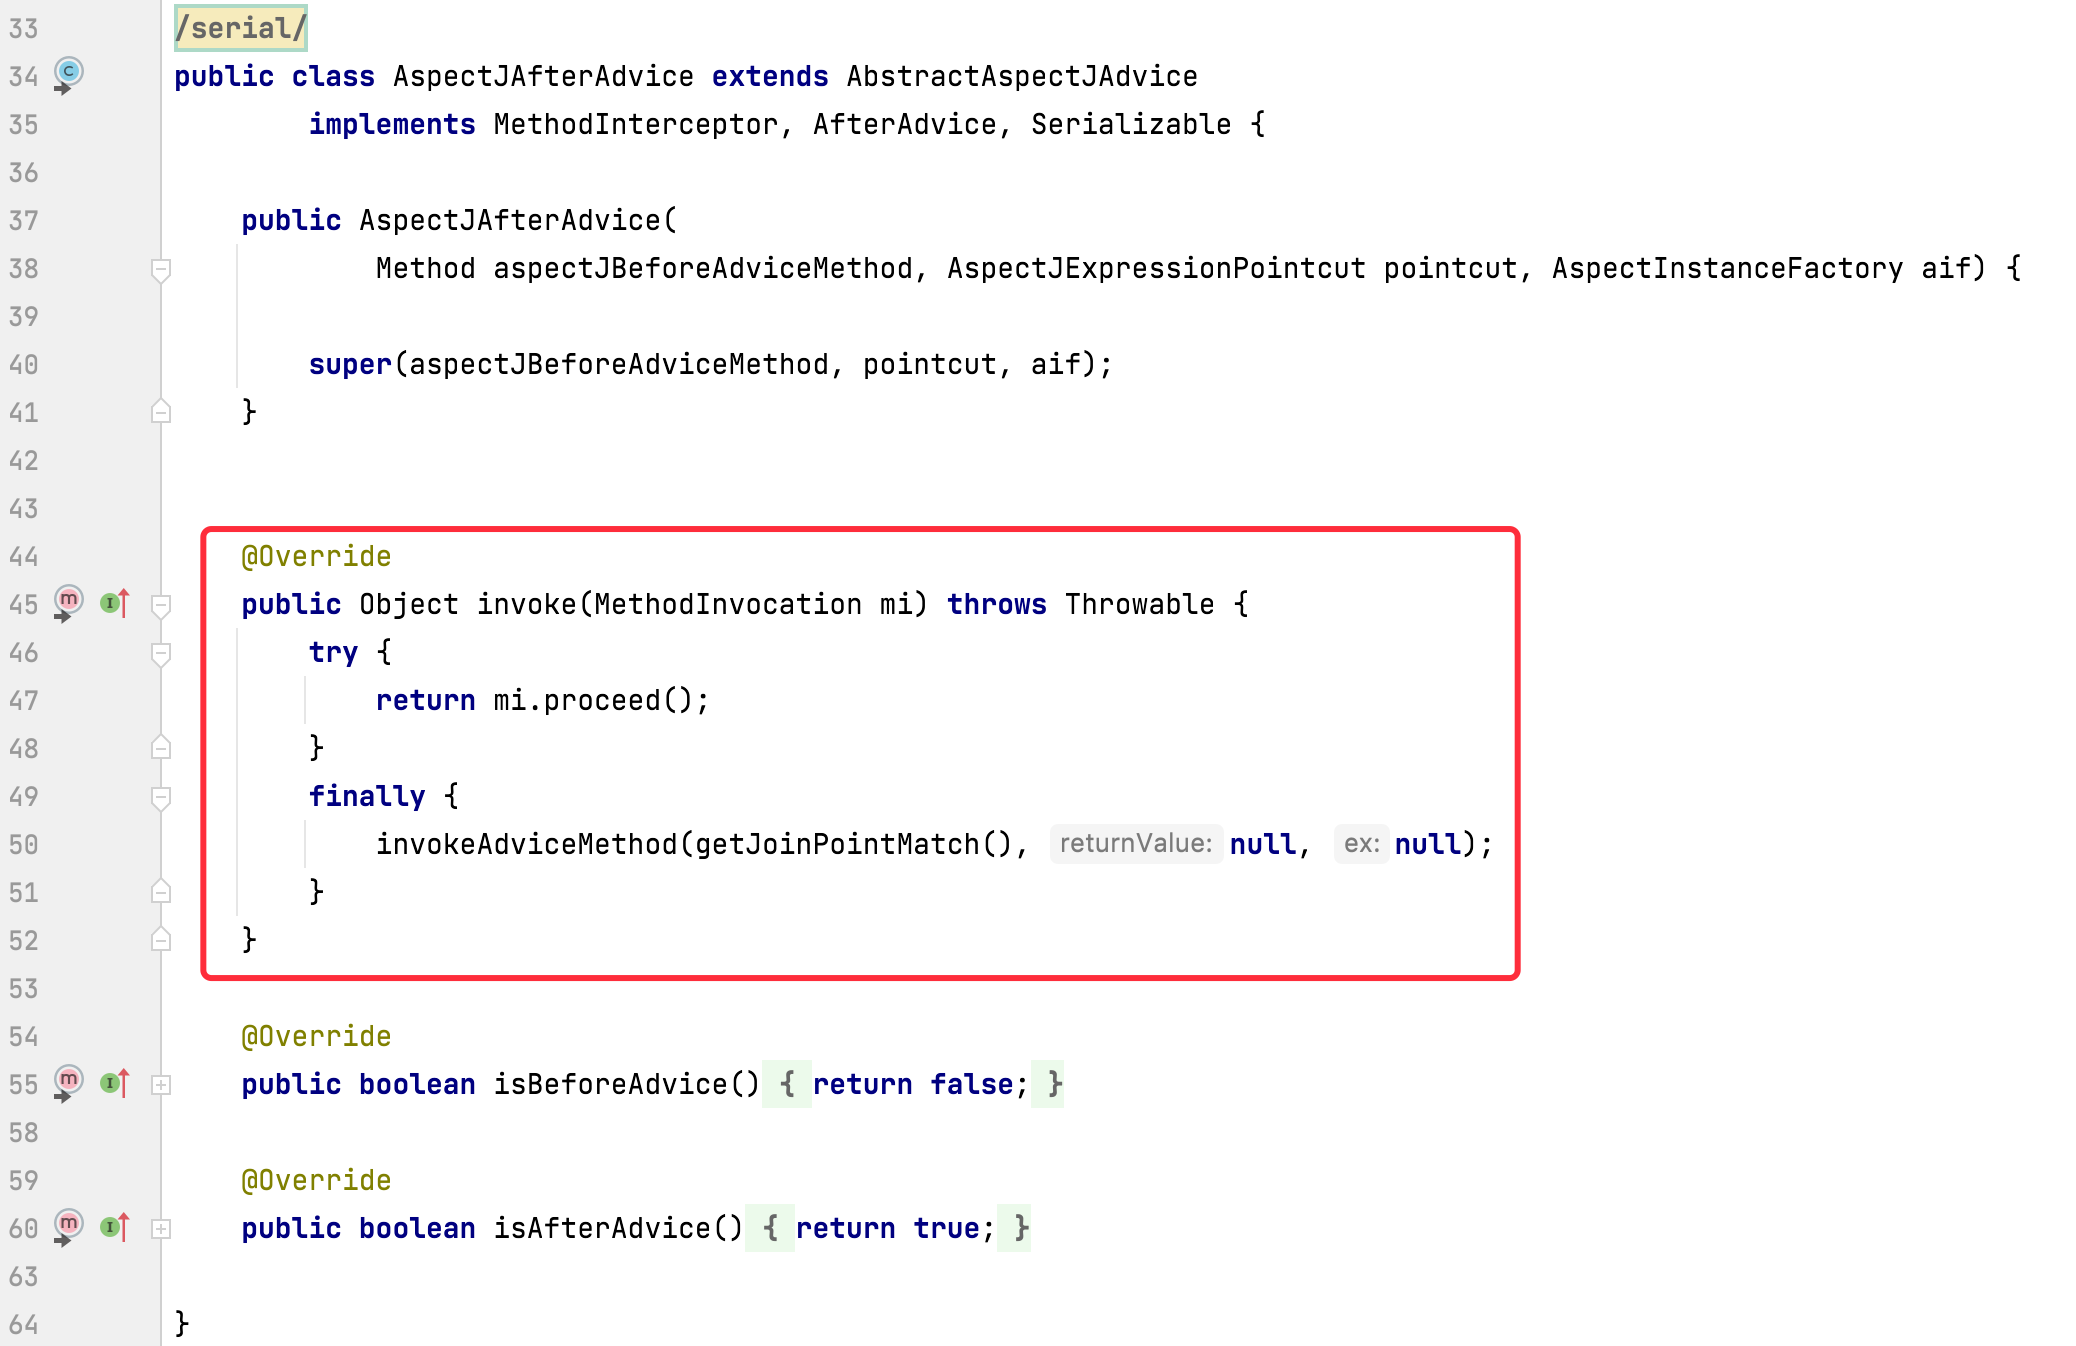 33 /serial/
34 public class AspectJAfterAdvice extends AbstractAspectJAdvice
35 implements MethodInterceptor, AfterAdvice, Serializable {
36
37 public AspectJAfterAdvice(
38 Method aspectJBeforeAdviceMethod, AspectJExpressionPointcut pointcut, AspectInstanceFactory aif) {
39
40 super(aspectJBeforeAdviceMethod, pointcut, aif);
41 }
42
43
44 @Override
45 public Object invoke(MethodInvocation mi) throws Throwable {
46 try {
47 return mi.proceed();
48 }
49 finally {
50 invokeAdviceMethod(getJoinPointMatch(), returnValue: null, ex: null);
51 }
52 }
53
54 @Override
55 public boolean isBeforeAdvice() { return false; }
58
59 @Override
60 public boolean isAfterAdvice() { return true; }
63
64 }